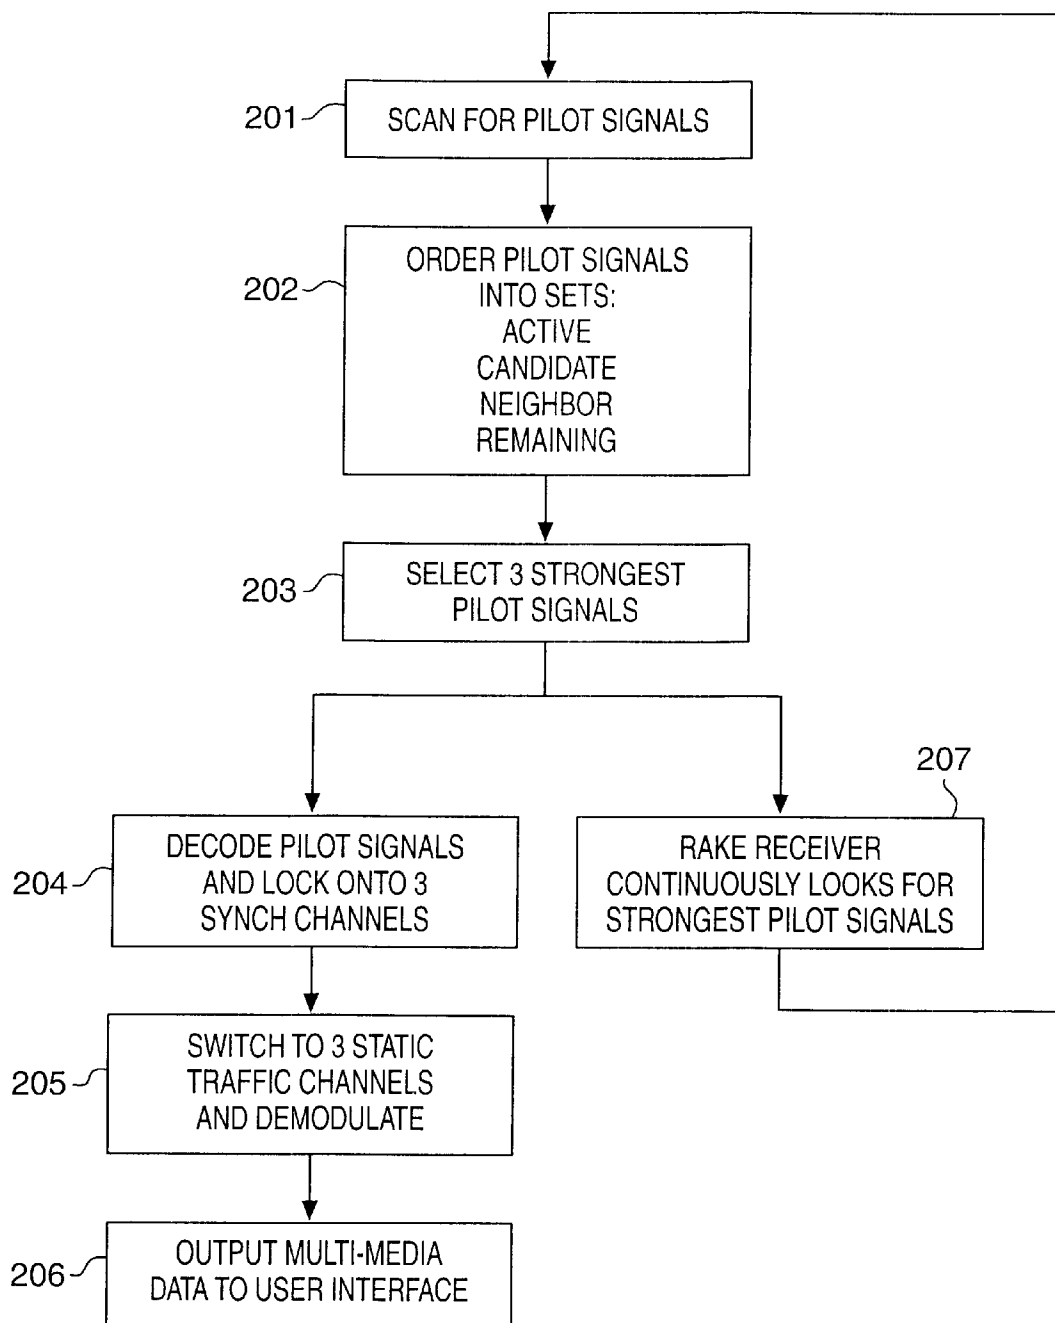 201
SCAN FOR PILOT SIGNALS
202
ORDER PILOT SIGNALS
INTO SETS:
ACTIVE
CANDIDATE
NEIGHBOR
REMAINING
203
SELECT 3 STRONGEST
PILOT SIGNALS
204
DECODE PILOT SIGNALS
AND LOCK ONTO 3
SYNCH CHANNELS
207
RAKE RECEIVER
CONTINUOUSLY LOOKS FOR
STRONGEST PILOT SIGNALS
205
SWITCH TO 3 STATIC
TRAFFIC CHANNELS
AND DEMODULATE
206
OUTPUT MULTI-MEDIA
DATA TO USER INTERFACE